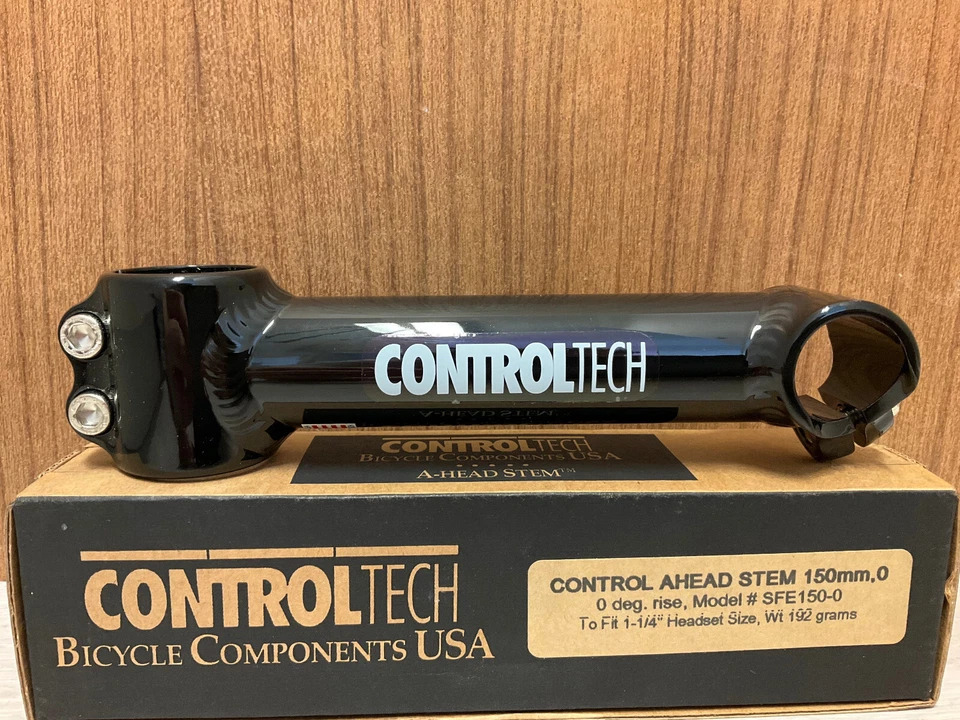 CONTROLTECH
CONTROLTECH
BICYCLE COMPONENTS USA
A-HEAD STEM™
CONTROLTECH
BICYCLE COMPONENTS USA
CONTROL AHEAD STEM 150mm,0
0 deg. rise, Model # SFE150-0
To Fit 1-1/4" Headset Size, Wt 192 grams